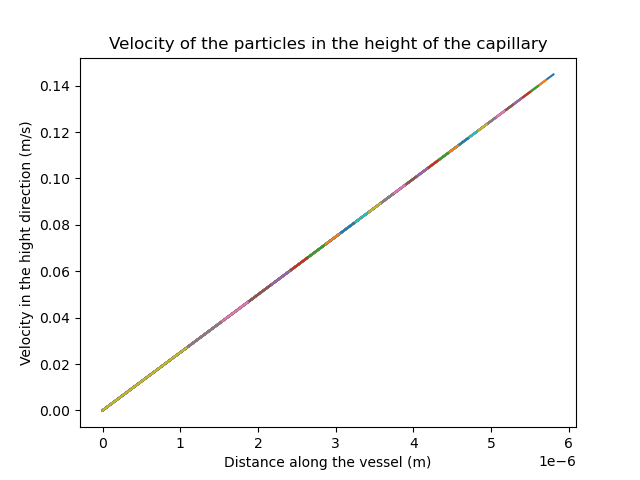 Velocity of the particles in the height of the capillary
Velocity in the hight direction (m/s)
0.14
0.12
0.10
0.08
0.06
0.04
0.02
0.00
0 1 2 3 4 5 6
1e−6
Distance along the vessel (m)